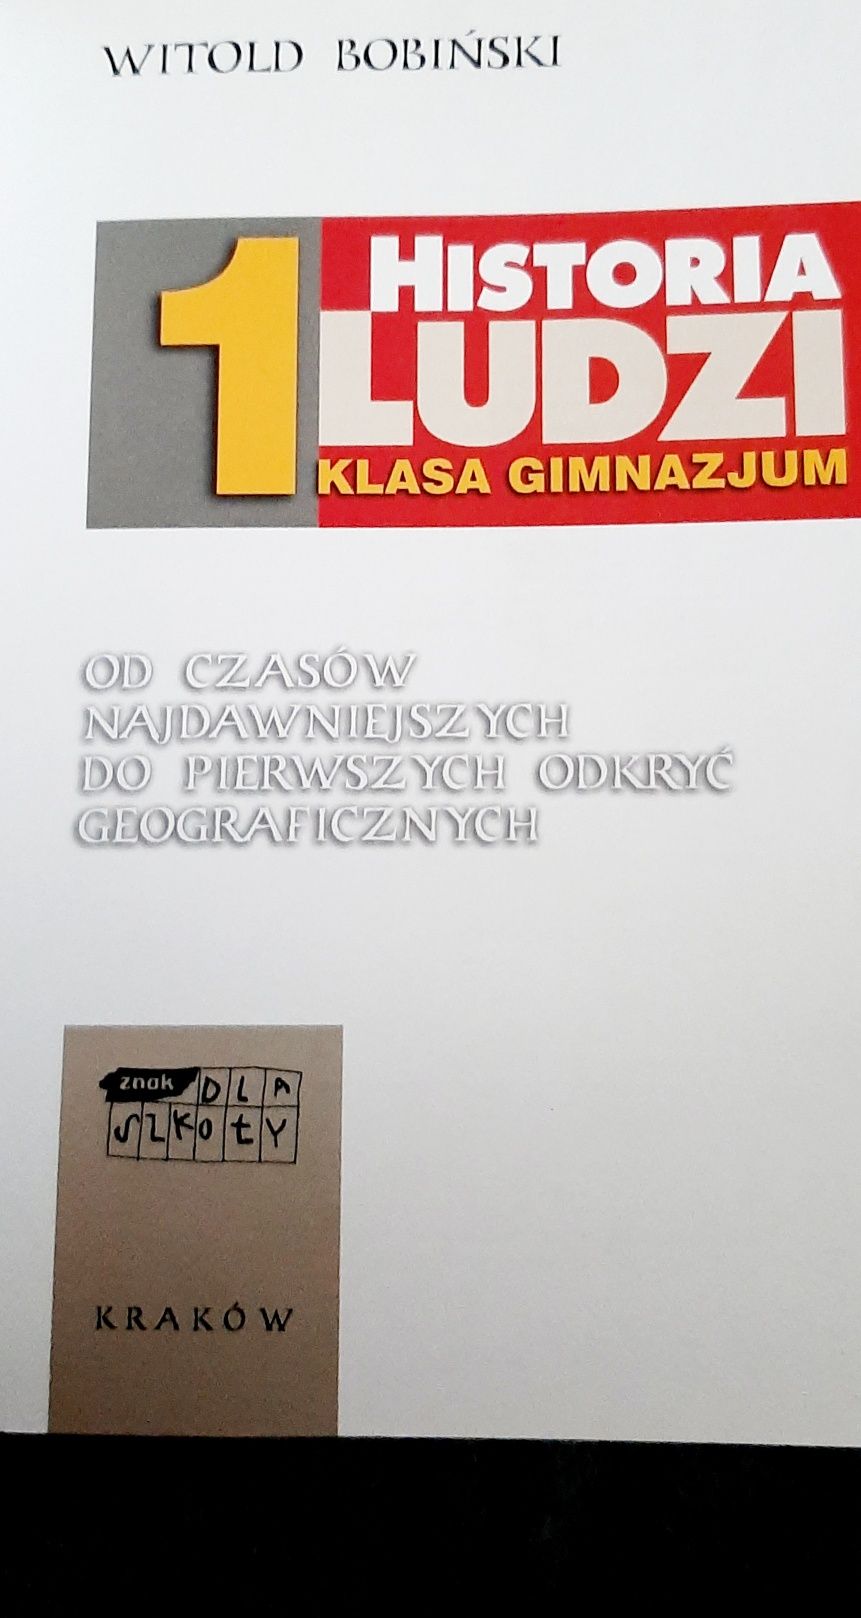 WITOLD BOBIŃSKI
1
HISTORIA
LUDZI
KLASA GIMNAZJUM
OD CZASÓW
NAJDAWNIEJSZYCH
DO PIERWSZYCH ODKRYĆ
GEOGRAFICZNYCH
znak DLA
SZKOŁY
KRAKÓW